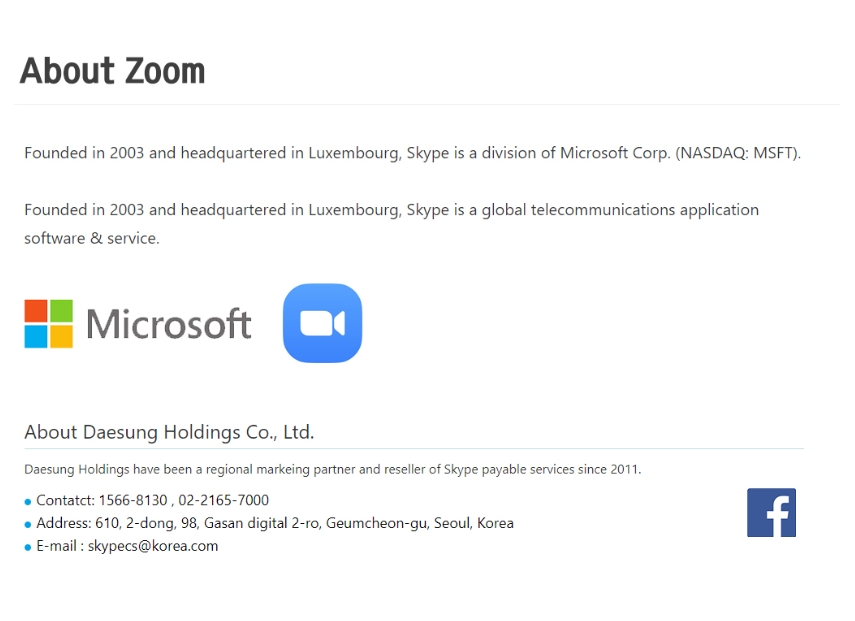 About Zoom
Founded in 2003 and headquartered in Luxembourg, Skype is a division of Microsoft Corp. (NASDAQ: MSFT).
Founded in 2003 and headquartered in Luxembourg, Skype is a global telecommunications application
software & service.
Microsoft
About Daesung Holdings Co., Ltd.
Daesung Holdings have been a regional markeing partner and reseller of Skype payable services since 2011.
Contatct: 1566-8130 , 02-2165-7000
Address: 610, 2-dong, 98, Gasan digital 2-ro, Geumcheon-gu, Seoul, Korea
E-mail : skypecs@korea.com